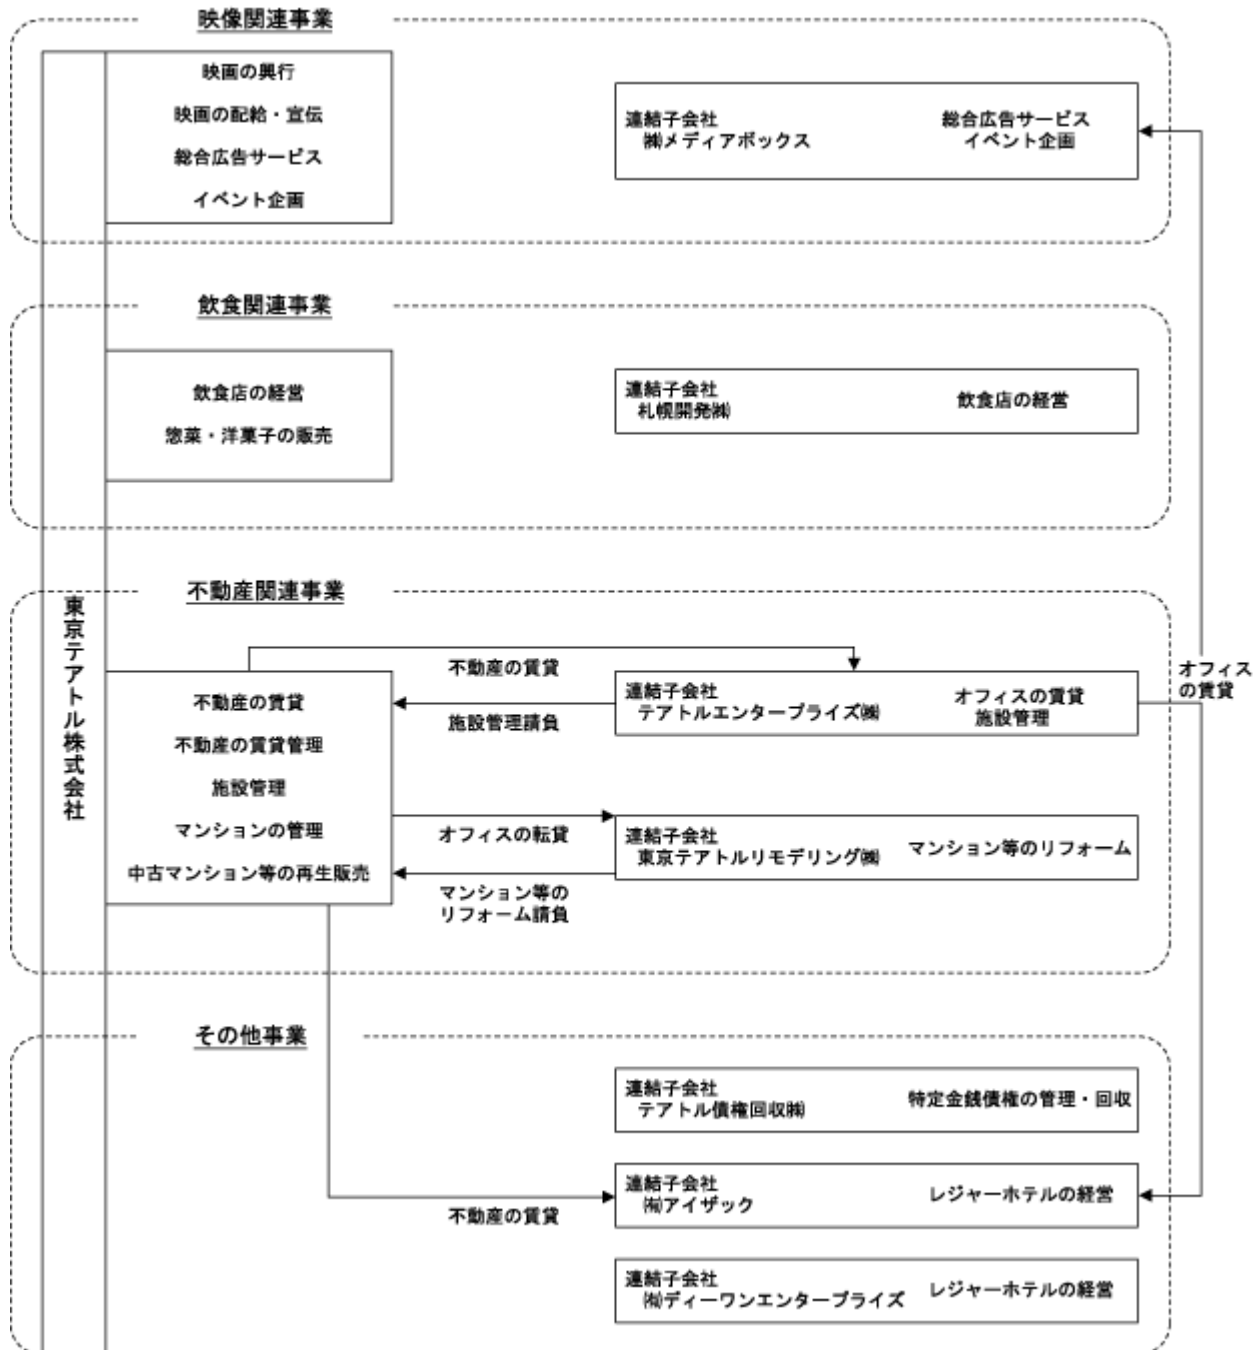 映像関連事業
映画の興行
映画の配給・宣伝
総合広告サービス
イベント企画
連結子会社
㈱メディアボックス
総合広告サービス
イベント企画
飲食関連事業
飲食店の経営
惣菜・洋菓子の販売
連結子会社
札幌開発㈱
飲食店の経営
東京テアトル株式会社
不動産関連事業
不動産の賃貸
不動産の賃貸管理
施設管理
マンションの管理
中古マンション等の再生販売
不動産の賃貸
施設管理請負
連結子会社
テアトルエンタープライズ㈱
オフィスの賃貸
施設管理
オフィス
の賃貸
オフィスの転貸
マンション等の
リフォーム請負
連結子会社
東京テアトルリモデリング㈱
マンション等のリフォーム
その他事業
連結子会社
テアトル債権回収㈱
特定金銭債権の管理・回収
不動産の賃貸
連結子会社
㈲アイザック
レジャーホテルの経営
連結子会社
㈲ディーワンエンタープライズ
レジャーホテルの経営